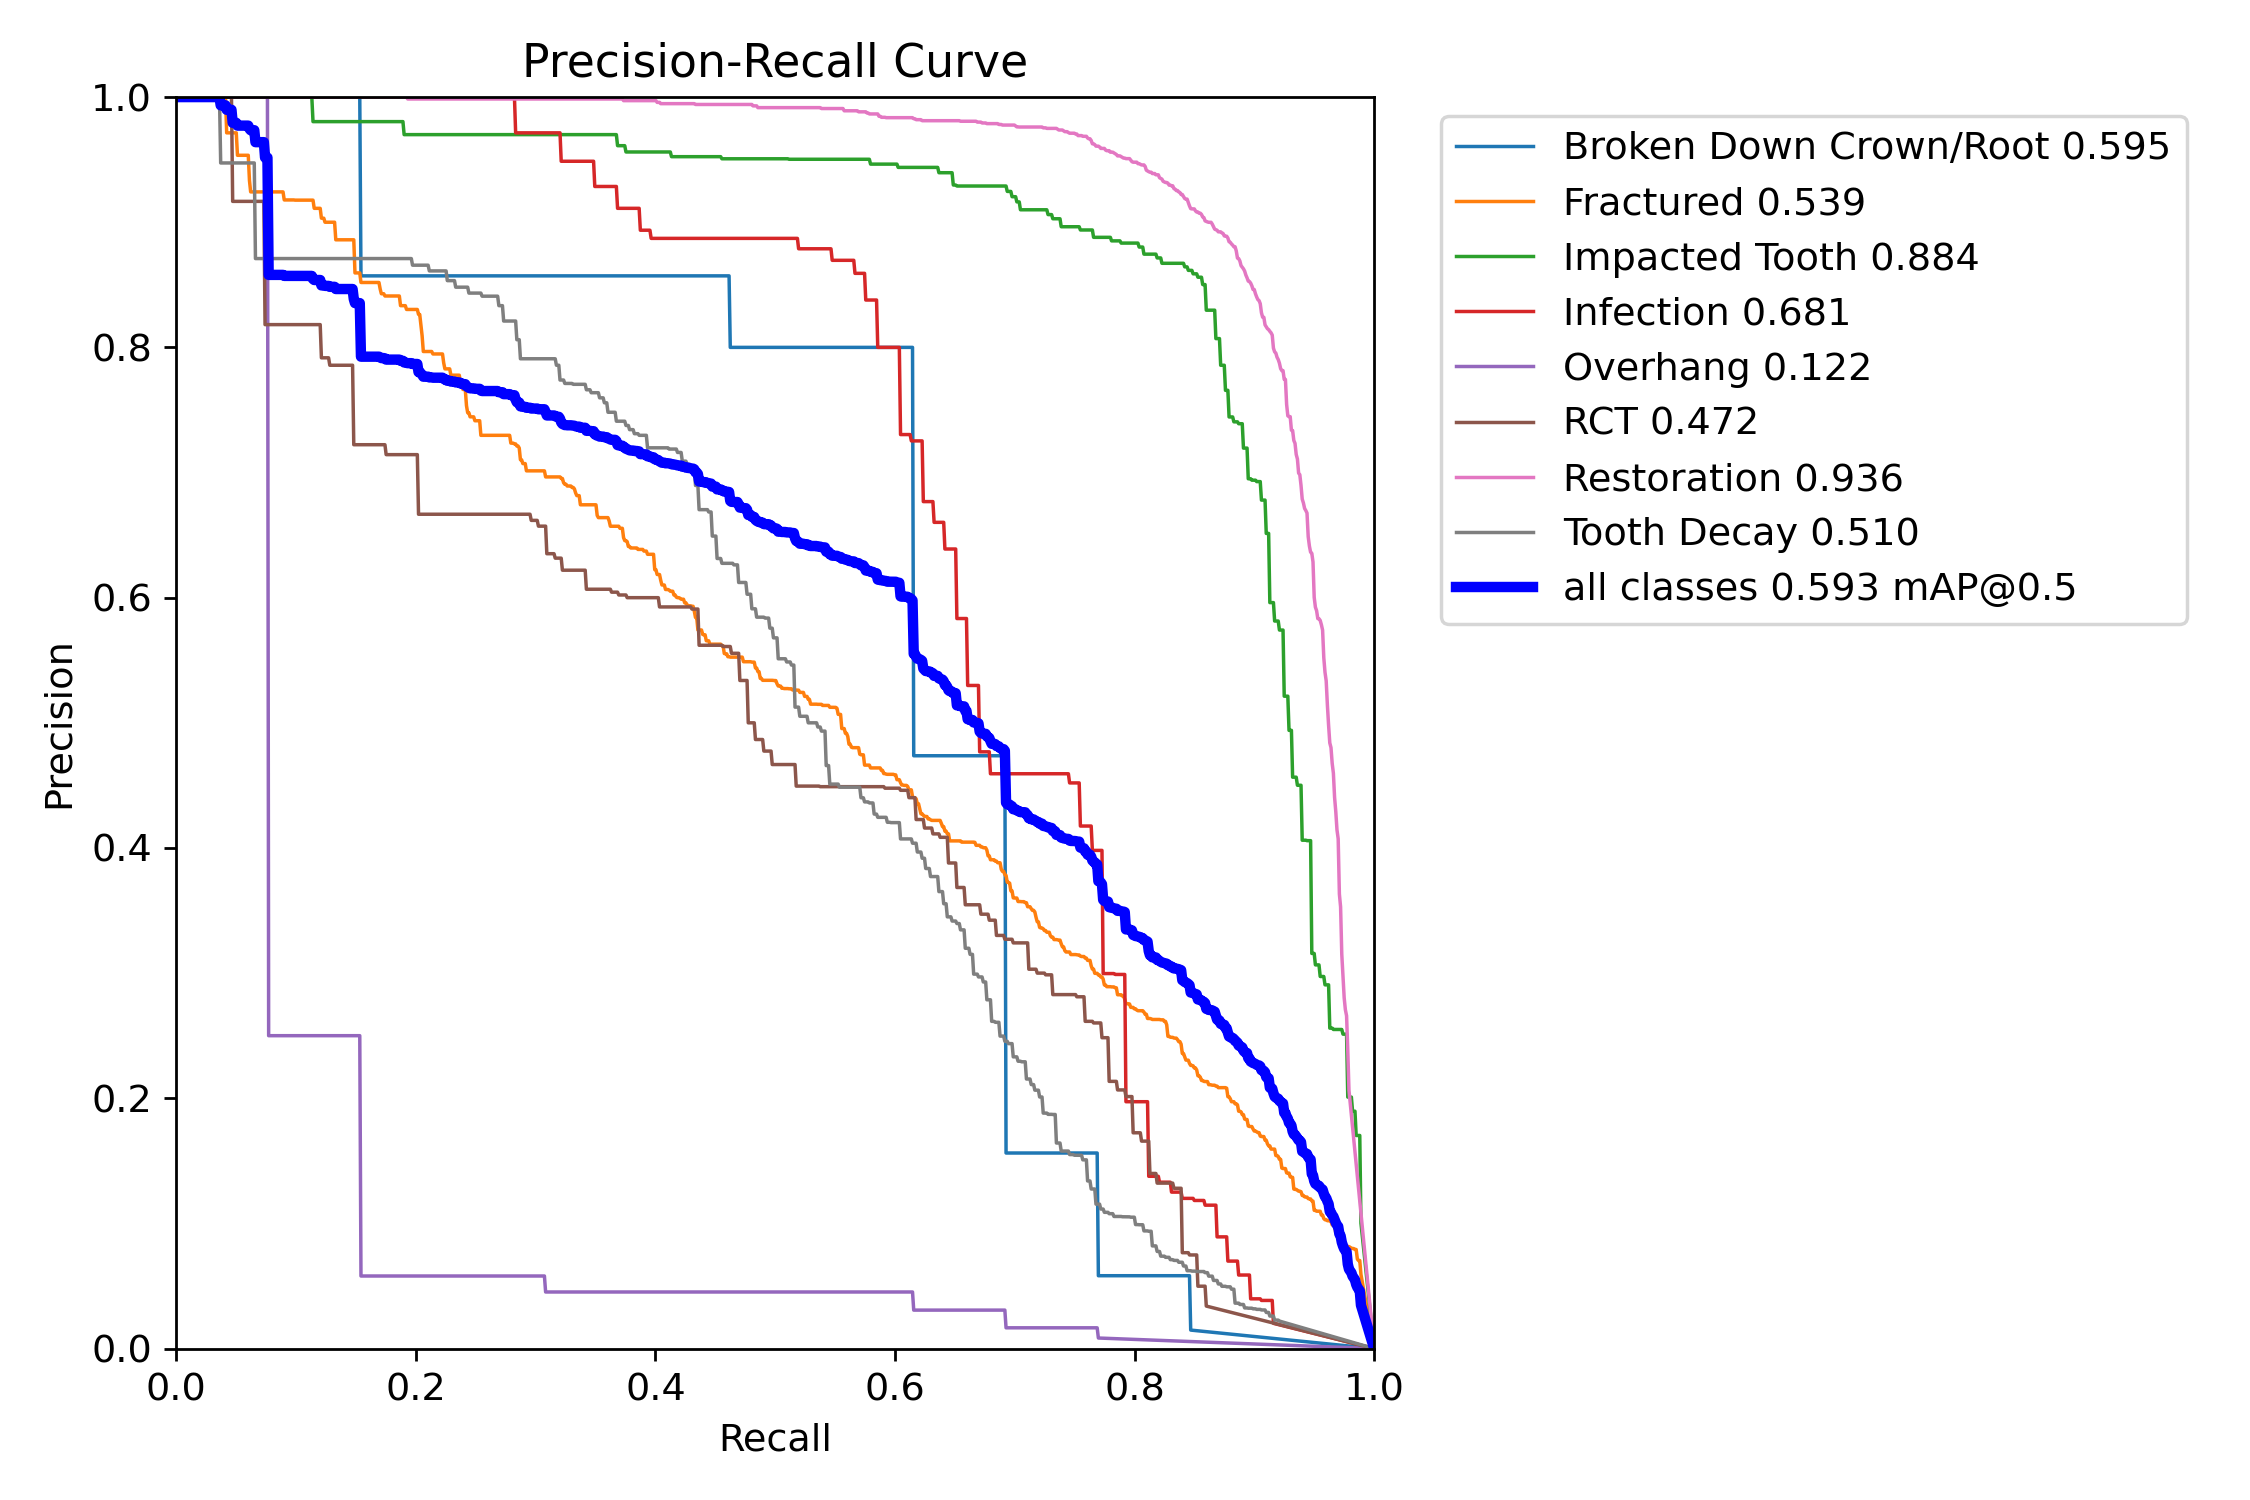 Precision-Recall Curve
1.0
0.8
0.6
0.4
0.2
0.0
Precision
0.0 0.2 0.4 0.6 0.8 1.0
Recall
Broken Down Crown/Root 0.595
Fractured 0.539
Impacted Tooth 0.884
Infection 0.681
Overhang 0.122
RCT 0.472
Restoration 0.936
Tooth Decay 0.510
all classes 0.593 mAP@0.5